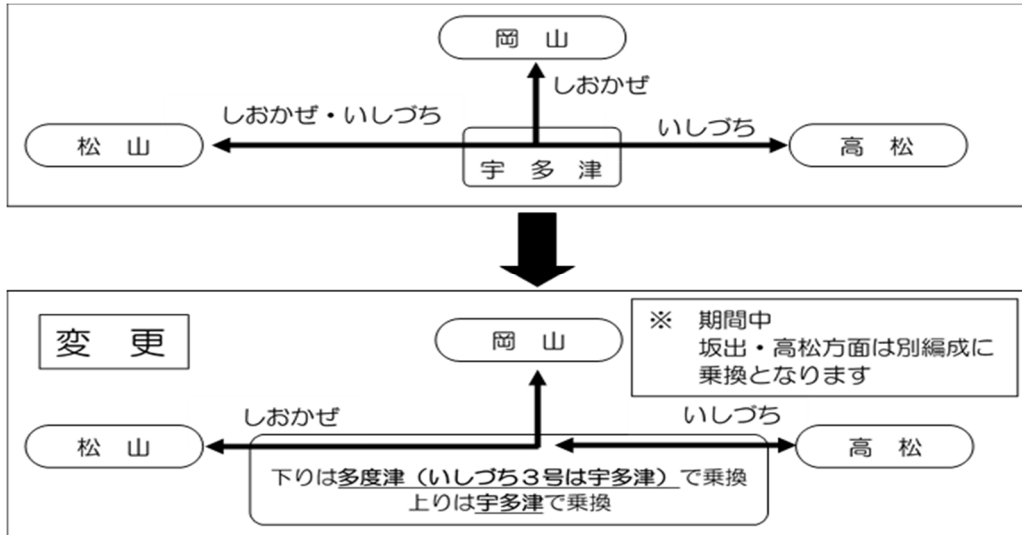 岡山
しおかぜ
しおかぜ・いしづち
いしづち
松山
高松
宇多津
変更
※ 期間中
坂出・高松方面は別編成に
乗換となります
岡山
しおかぜ
いしづち
松山
高松
下りは多度津（いしづち３号は宇多津）で乗換
上りは宇多津で乗換